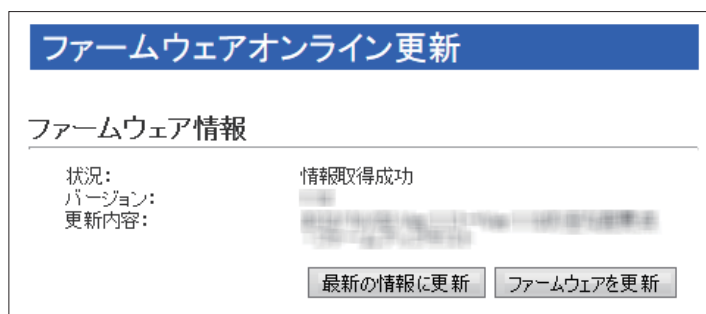 ファームウェアオンライン更新
ファームウェア情報
状況: 情報取得成功
バージョン:
更新内容:
最新の情報に更新 ファームウェアを更新